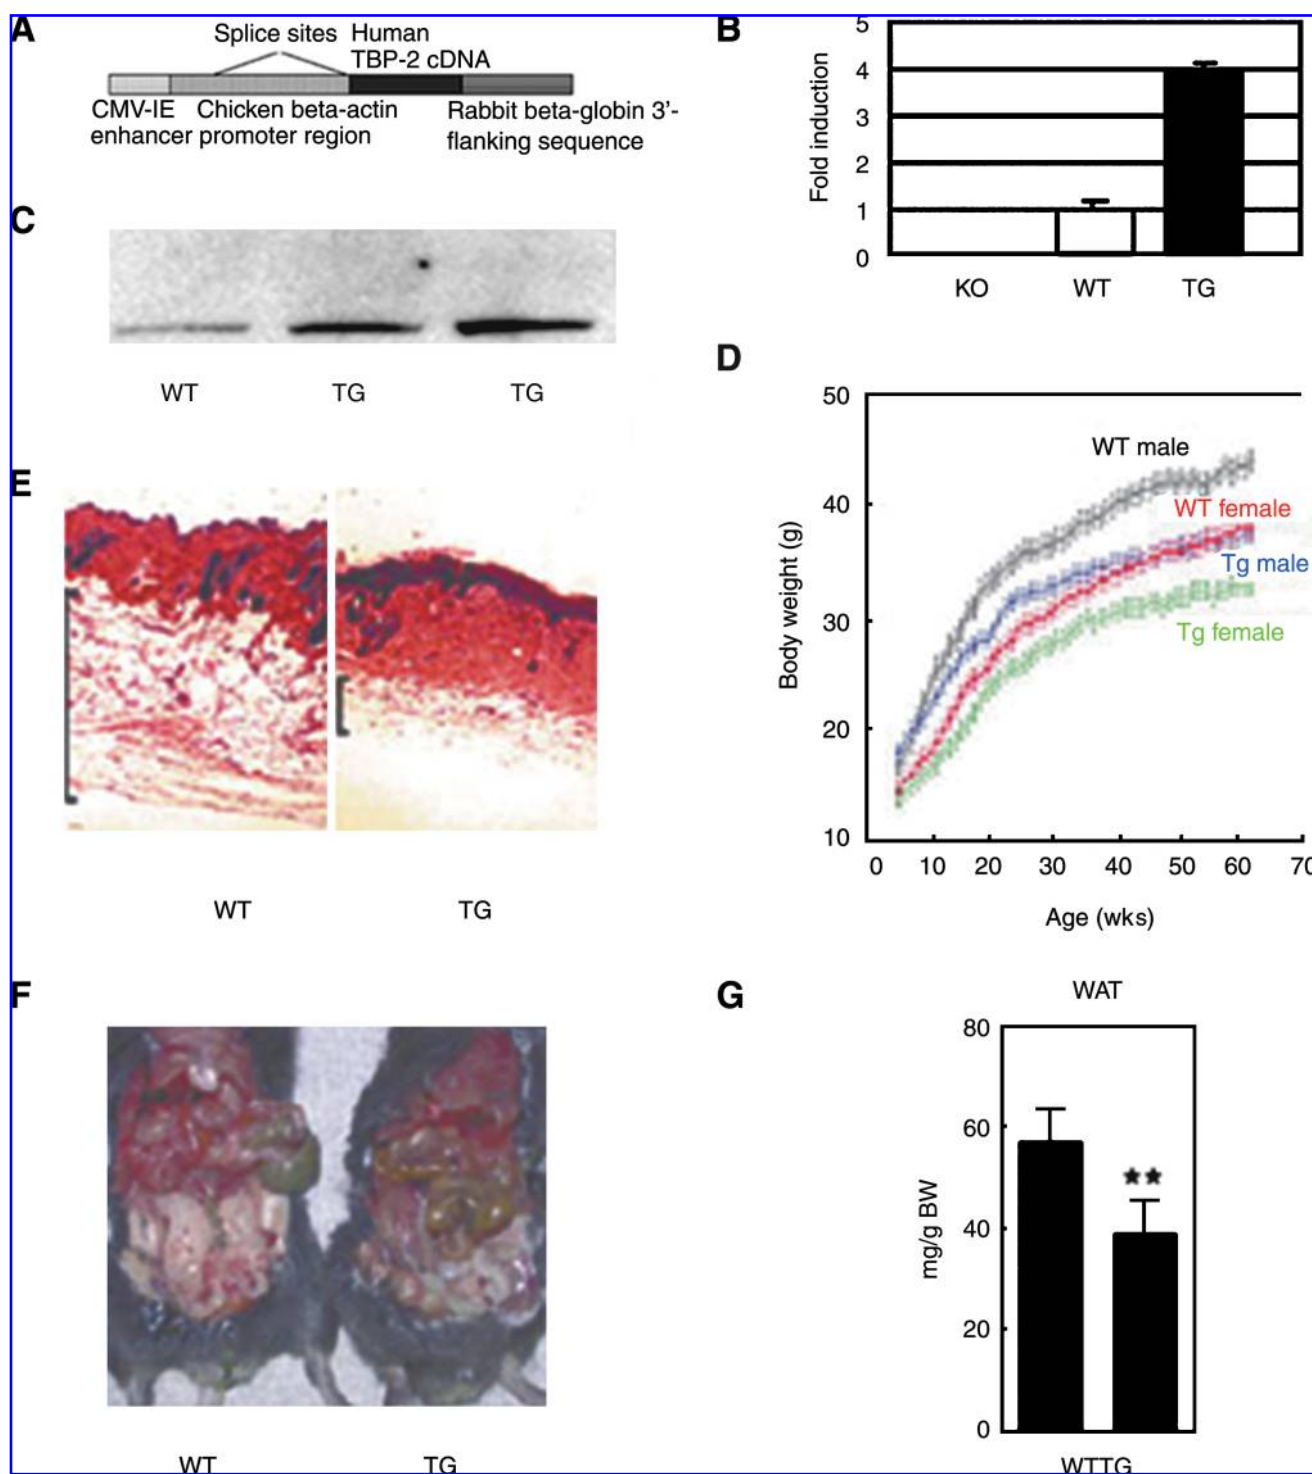 A
Splice sites Human
TBP-2 cDNA
CMV-IE Chicken beta-actin Rabbit beta-globin 3'-
enhancer promoter region flanking sequence
B
5
4
3
2
1
0
Fold induction
KO WT TG
C
WT TG TG
D
50
40
30
20
10
Body weight (g)
WT male
WT female
Tg male
Tg female
0 10 20 30 40 50 60 70
Age (wks)
E
WT TG
F
WT TG
G
WAT
80
60
40
20
0
mg/g BW
★★
WTTG